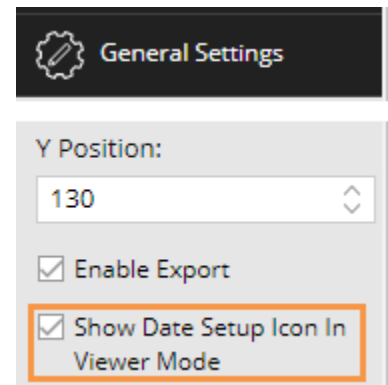 General Settings
Y Position:
130
Enable Export
Show Date Setup Icon In
Viewer Mode